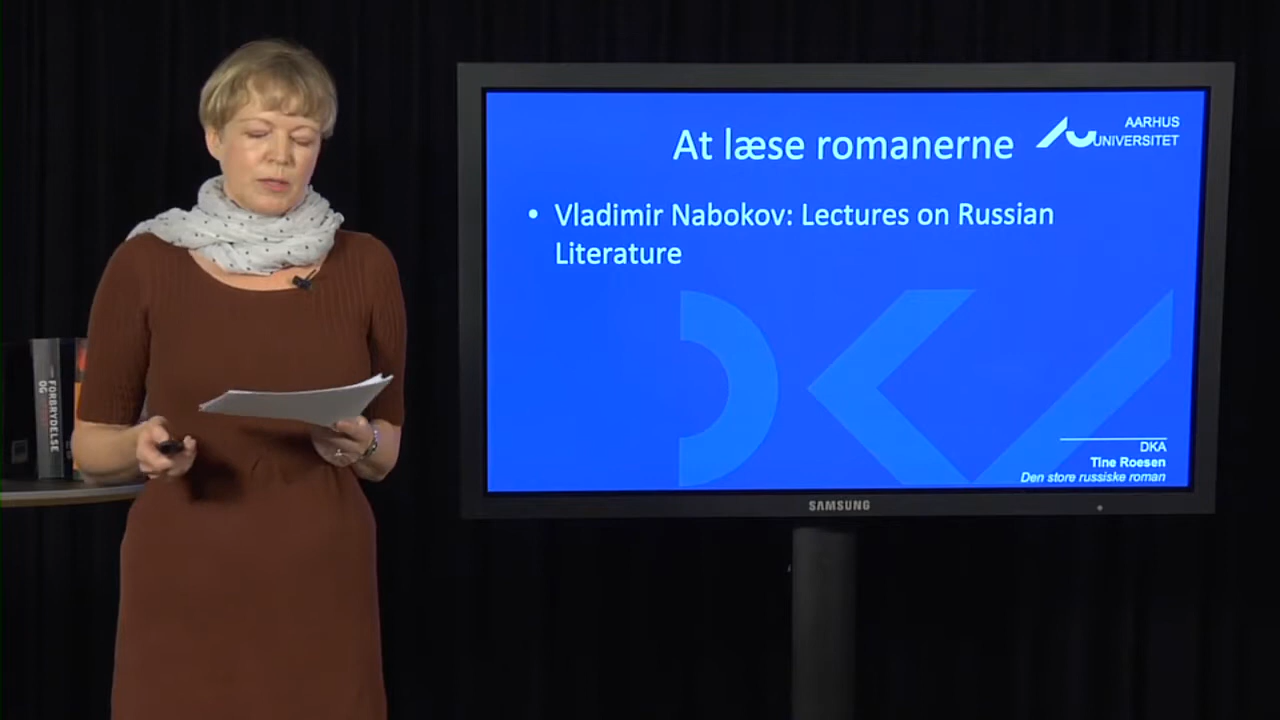 AARHUS
UNIVERSITET
At læse romanerne
• Vladimir Nabokov: Lectures on Russian
Literature
FORBRYDELSE
OG
DKA
DKA
Tine Roesen
Den store russiske roman
SAMSUNG